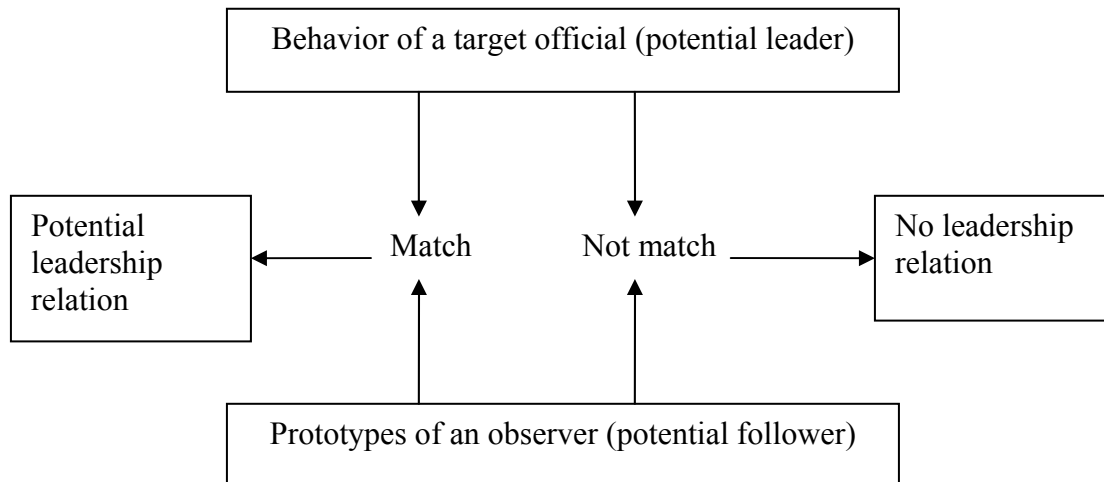 Behavior of a target official (potential leader)
Potential
leadership
relation
Match
Not match
No leadership
relation
Prototypes of an observer (potential follower)